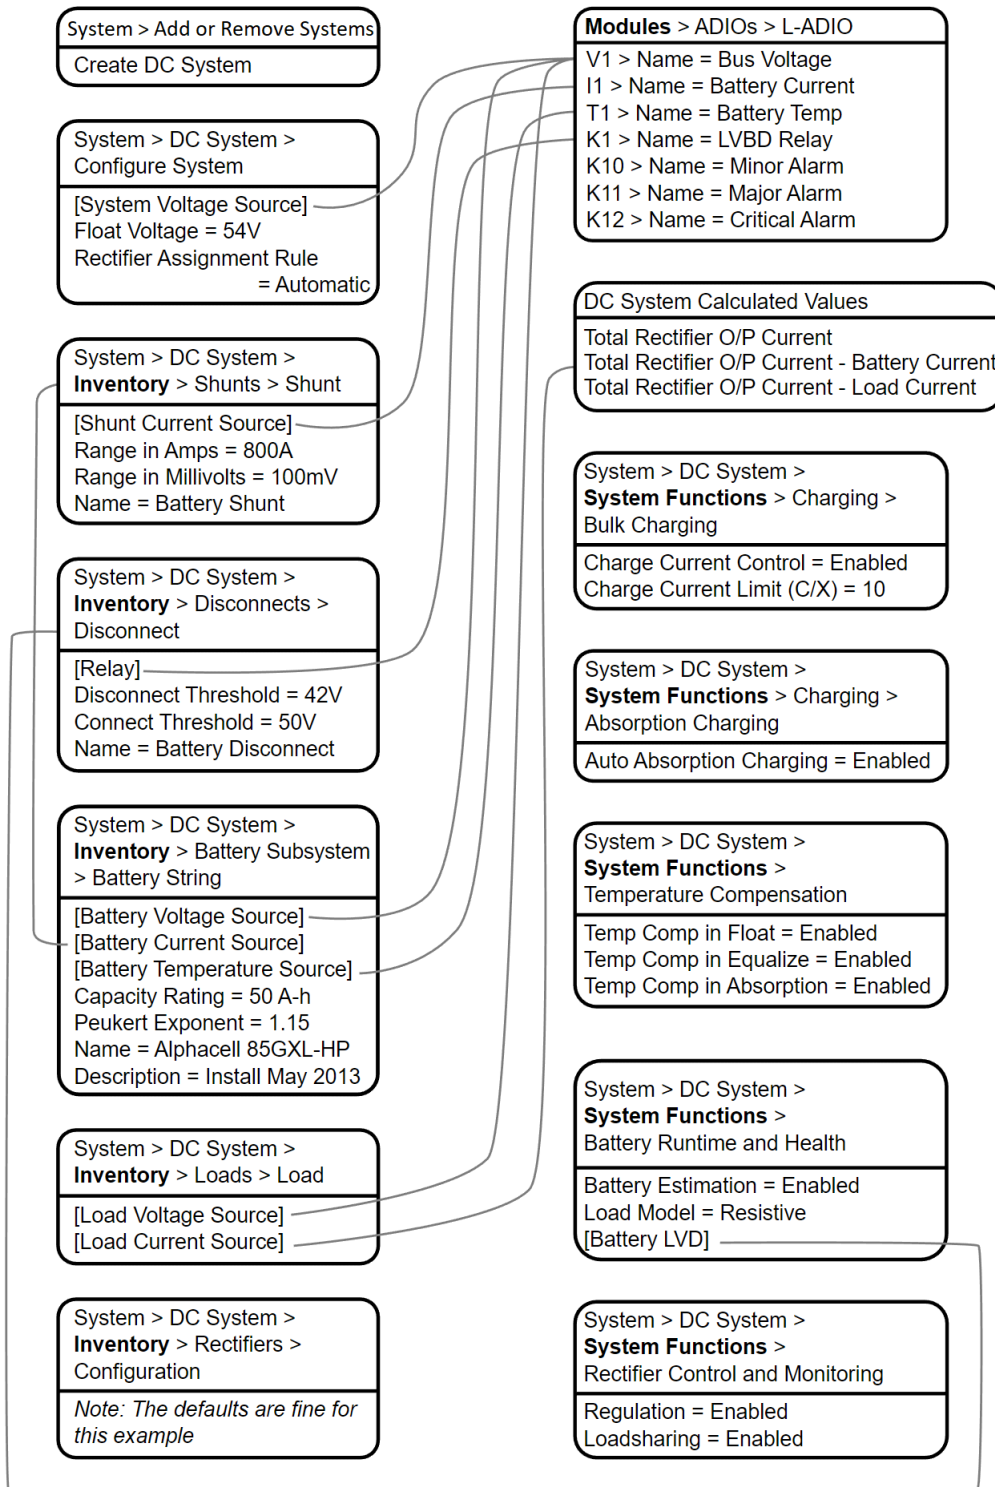 System > Add or Remove Systems
Create DC System
System > DC System >
Configure System
[System Voltage Source]
Float Voltage = 54V
Rectifier Assignment Rule
= Automatic
System > DC System >
Inventory > Shunts > Shunt
[Shunt Current Source]
Range in Amps = 800A
Range in Millivolts = 100mV
Name = Battery Shunt
System > DC System >
Inventory > Disconnects >
Disconnect
[Relay]
Disconnect Threshold = 42V
Connect Threshold = 50V
Name = Battery Disconnect
System > DC System >
Inventory > Battery Subsystem
> Battery String
[Battery Voltage Source]
[Battery Current Source]
[Battery Temperature Source]
Capacity Rating = 50 A-h
Peukert Exponent = 1.15
Name = Alphacell 85GXL-HP
Description = Install May 2013
System > DC System >
Inventory > Loads > Load
[Load Voltage Source]
[Load Current Source]
System > DC System >
Inventory > Rectifiers >
Configuration
Note: The defaults are fine for
this example
Modules > ADIOs > L-ADIO
V1 > Name = Bus Voltage
I1 > Name = Battery Current
T1 > Name = Battery Temp
K1 > Name = LVBD Relay
K10 > Name = Minor Alarm
K11 > Name = Major Alarm
K12 > Name = Critical Alarm
DC System Calculated Values
Total Rectifier O/P Current
Total Rectifier O/P Current - Battery Current
Total Rectifier O/P Current - Load Current
System > DC System >
System Functions > Charging >
Bulk Charging
Charge Current Control = Enabled
Charge Current Limit (C/X) = 10
System > DC System >
System Functions > Charging >
Absorption Charging
Auto Absorption Charging = Enabled
System > DC System >
System Functions >
Temperature Compensation
Temp Comp in Float = Enabled
Temp Comp in Equalize = Enabled
Temp Comp in Absorption = Enabled
System > DC System >
System Functions >
Battery Runtime and Health
Battery Estimation = Enabled
Load Model = Resistive
[Battery LVD]
System > DC System >
System Functions >
Rectifier Control and Monitoring
Regulation = Enabled
Loadsharing = Enabled